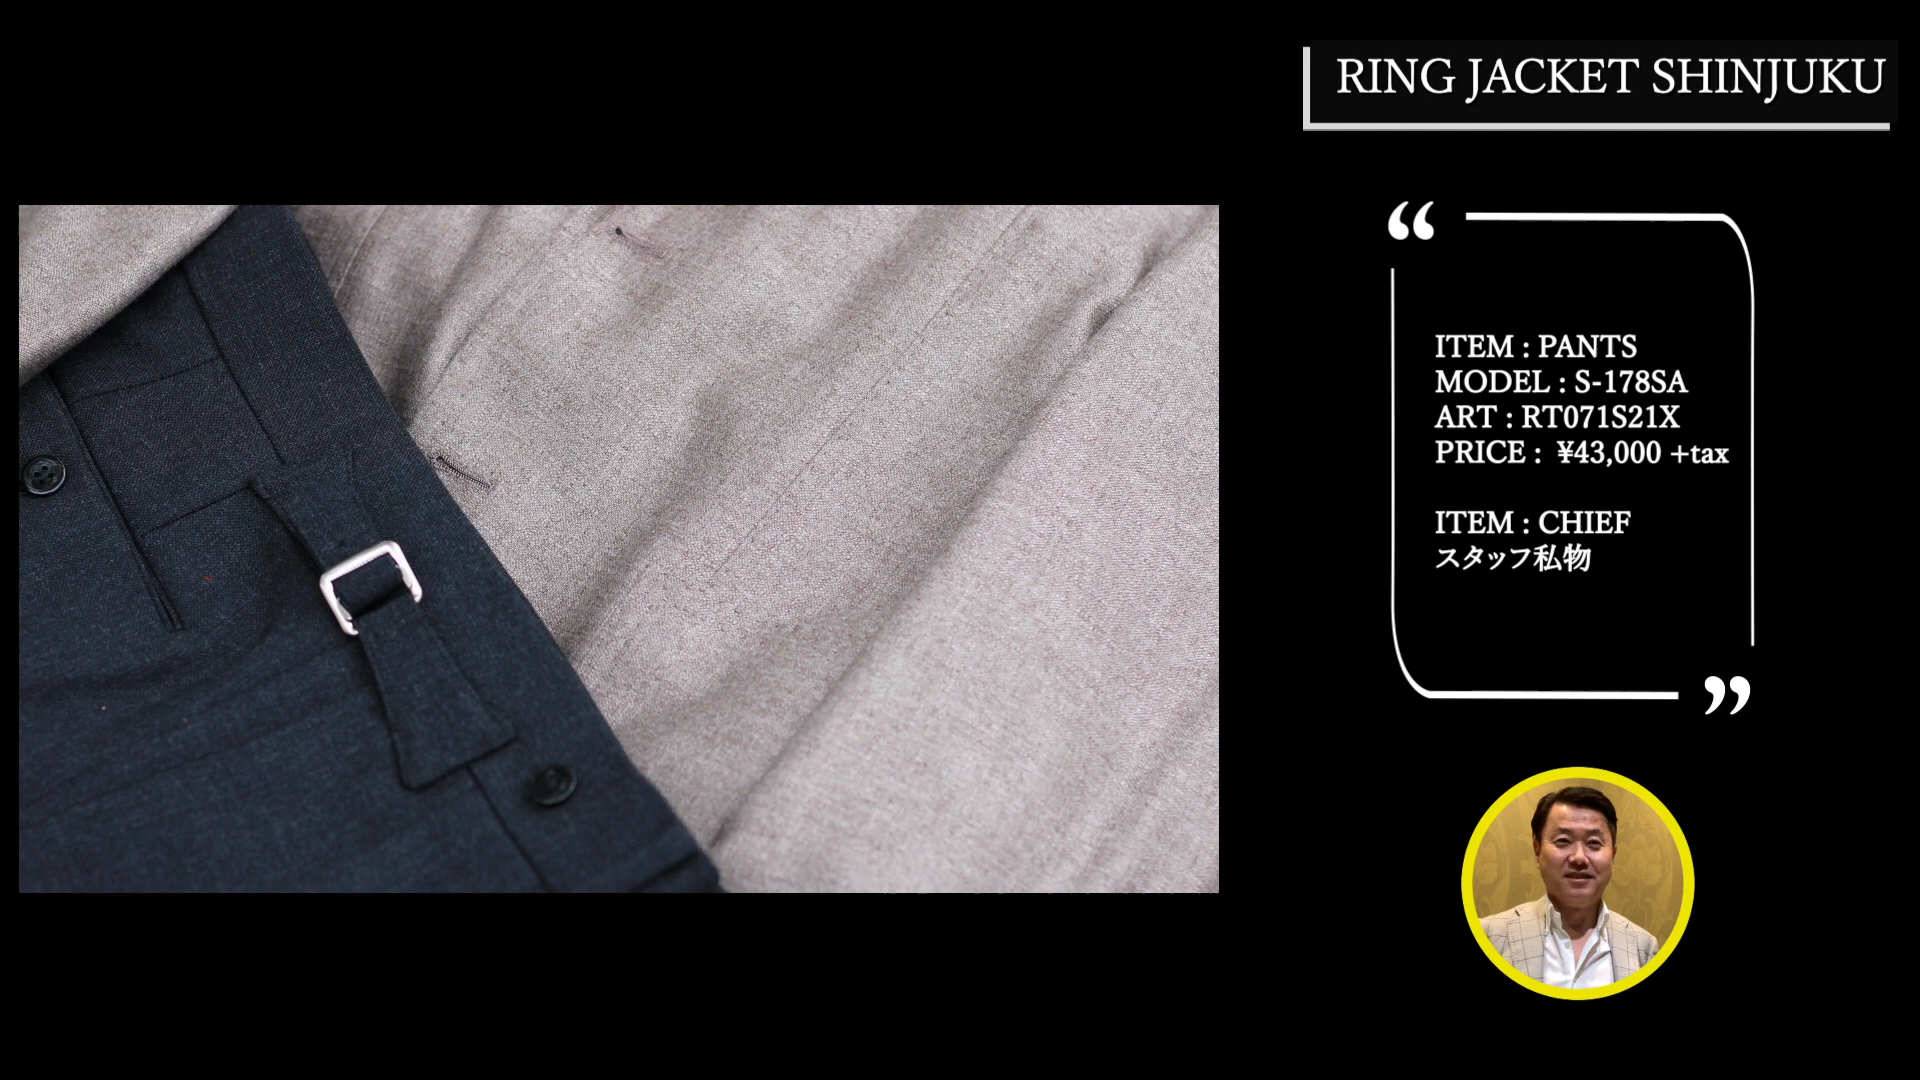 RING JACKET SHINJUKU
“
ITEM : PANTS
MODEL : S-178SA
ART : RT071S21X
PRICE : ¥43,000 +tax
ITEM : CHIEF
スタッフ私物
”